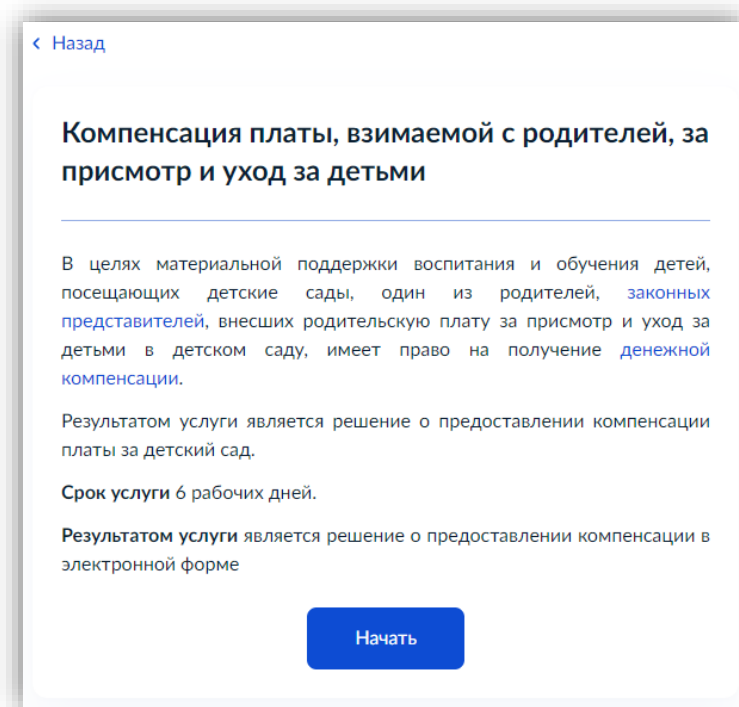 Назад
Компенсация платы, взимаемой с родителей, за
присмотр и уход за детьми
В целях материальной поддержки воспитания и обучения детей,
посещающих детские сады, один из родителей, законных
представителей, внесших родительскую плату за присмотр и уход за
детьми в детском саду, имеет право на получение денежной
компенсации.
Результатом услуги является решение о предоставлении компенсации
платы за детский сад.
Срок услуги 6 рабочих дней.
Результатом услуги является решение о предоставлении компенсации в
электронной форме
Начать